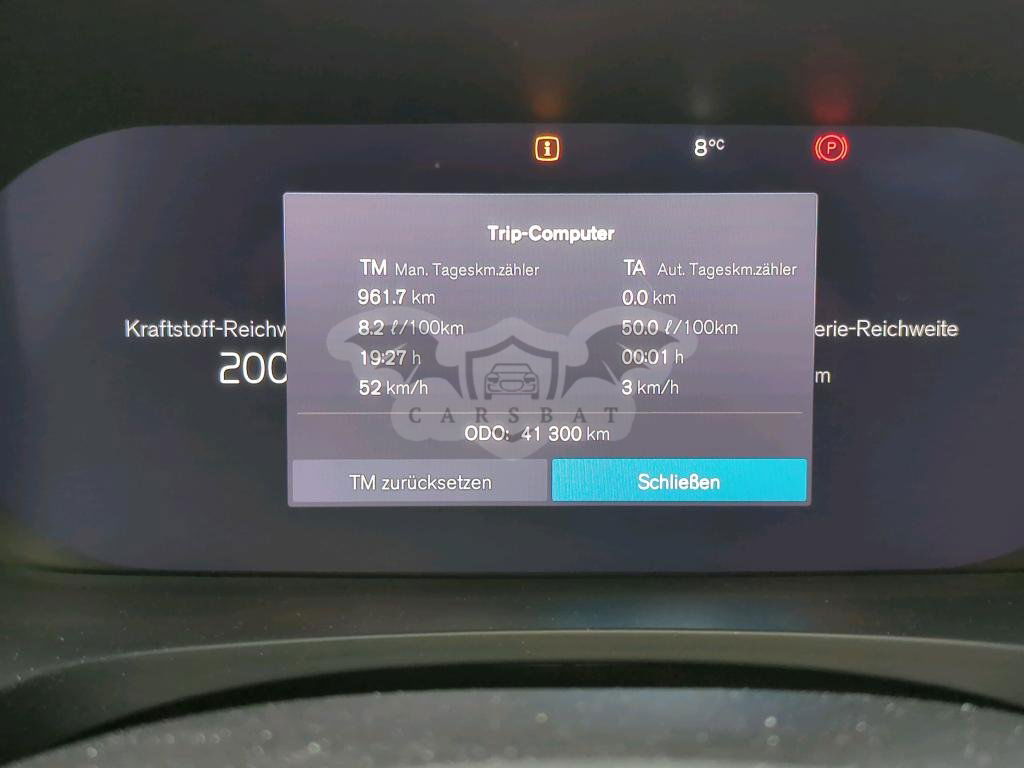 8°C
P
Trip-Computer
TM Man. Tageskm.zähler
TA Aut. Tageskm.zähler
961.7 km
0.0 km
Kraftstoff-Reichw
8.2 ℓ/100km
50.0 ℓ/100km
erie-Reichweite
200
19:27 h
00:01 h
m
52 km/h
3 km/h
CARSBAT
ODO: 41 300 km
TM zurücksetzen
Schließen